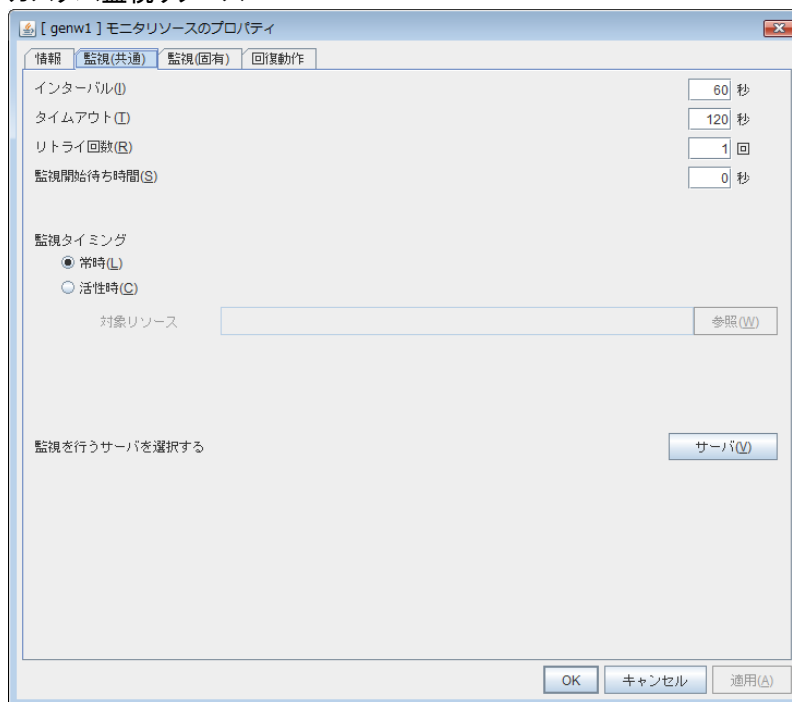 [ genw1 ] モニタリソースのプロパティ
情報 監視(共通) 監視(固有) 回復動作
インターバル(I) 60 秒
タイムアウト(T) 120 秒
リトライ回数(R) 1 回
監視開始待ち時間(S) 0 秒
監視タイミング
常時(L)
活性時(C)
対象リソース 参照(W)
監視を行うサーバを選択する サーバ(V)
OK キャンセル 適用(A)